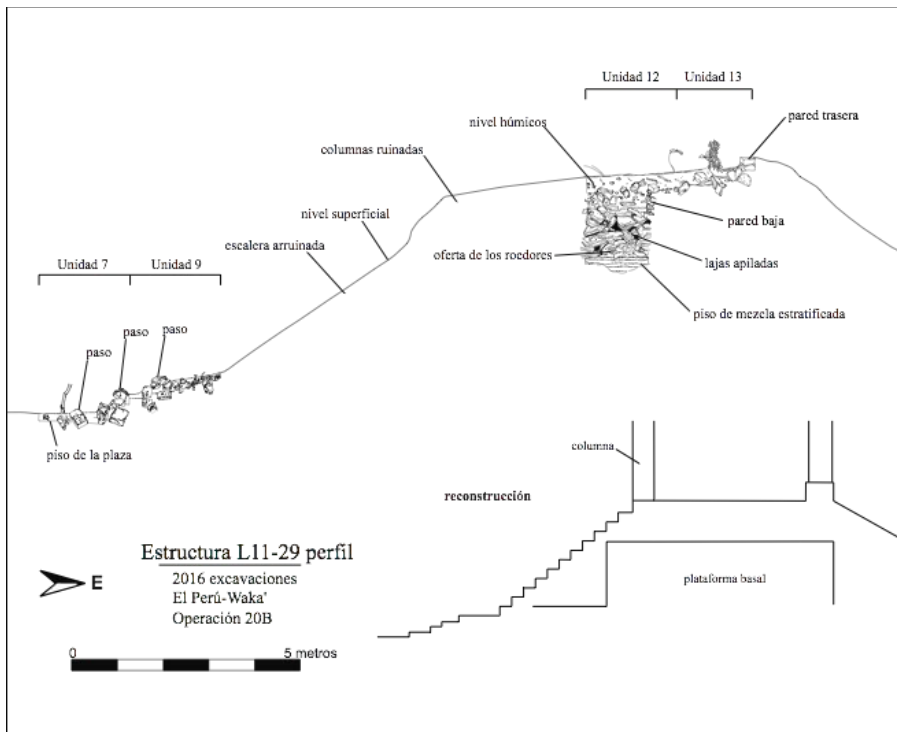 Unidad 12
Unidad 13
nivel húmicos
pared trasera
columnas ruinadas
nivel superficial
pared baja
escalera arruinada
oferta de los roedores
lajas apiladas
Unidad 7
Unidad 9
piso de mezcla estratificada
paso
paso
paso
piso de la plaza
columna
reconstrucción
Estructura L11-29 perfil
2016 excavaciones
El Perú-Waka'
Operación 20B
E
plataforma basal
0
5 metros